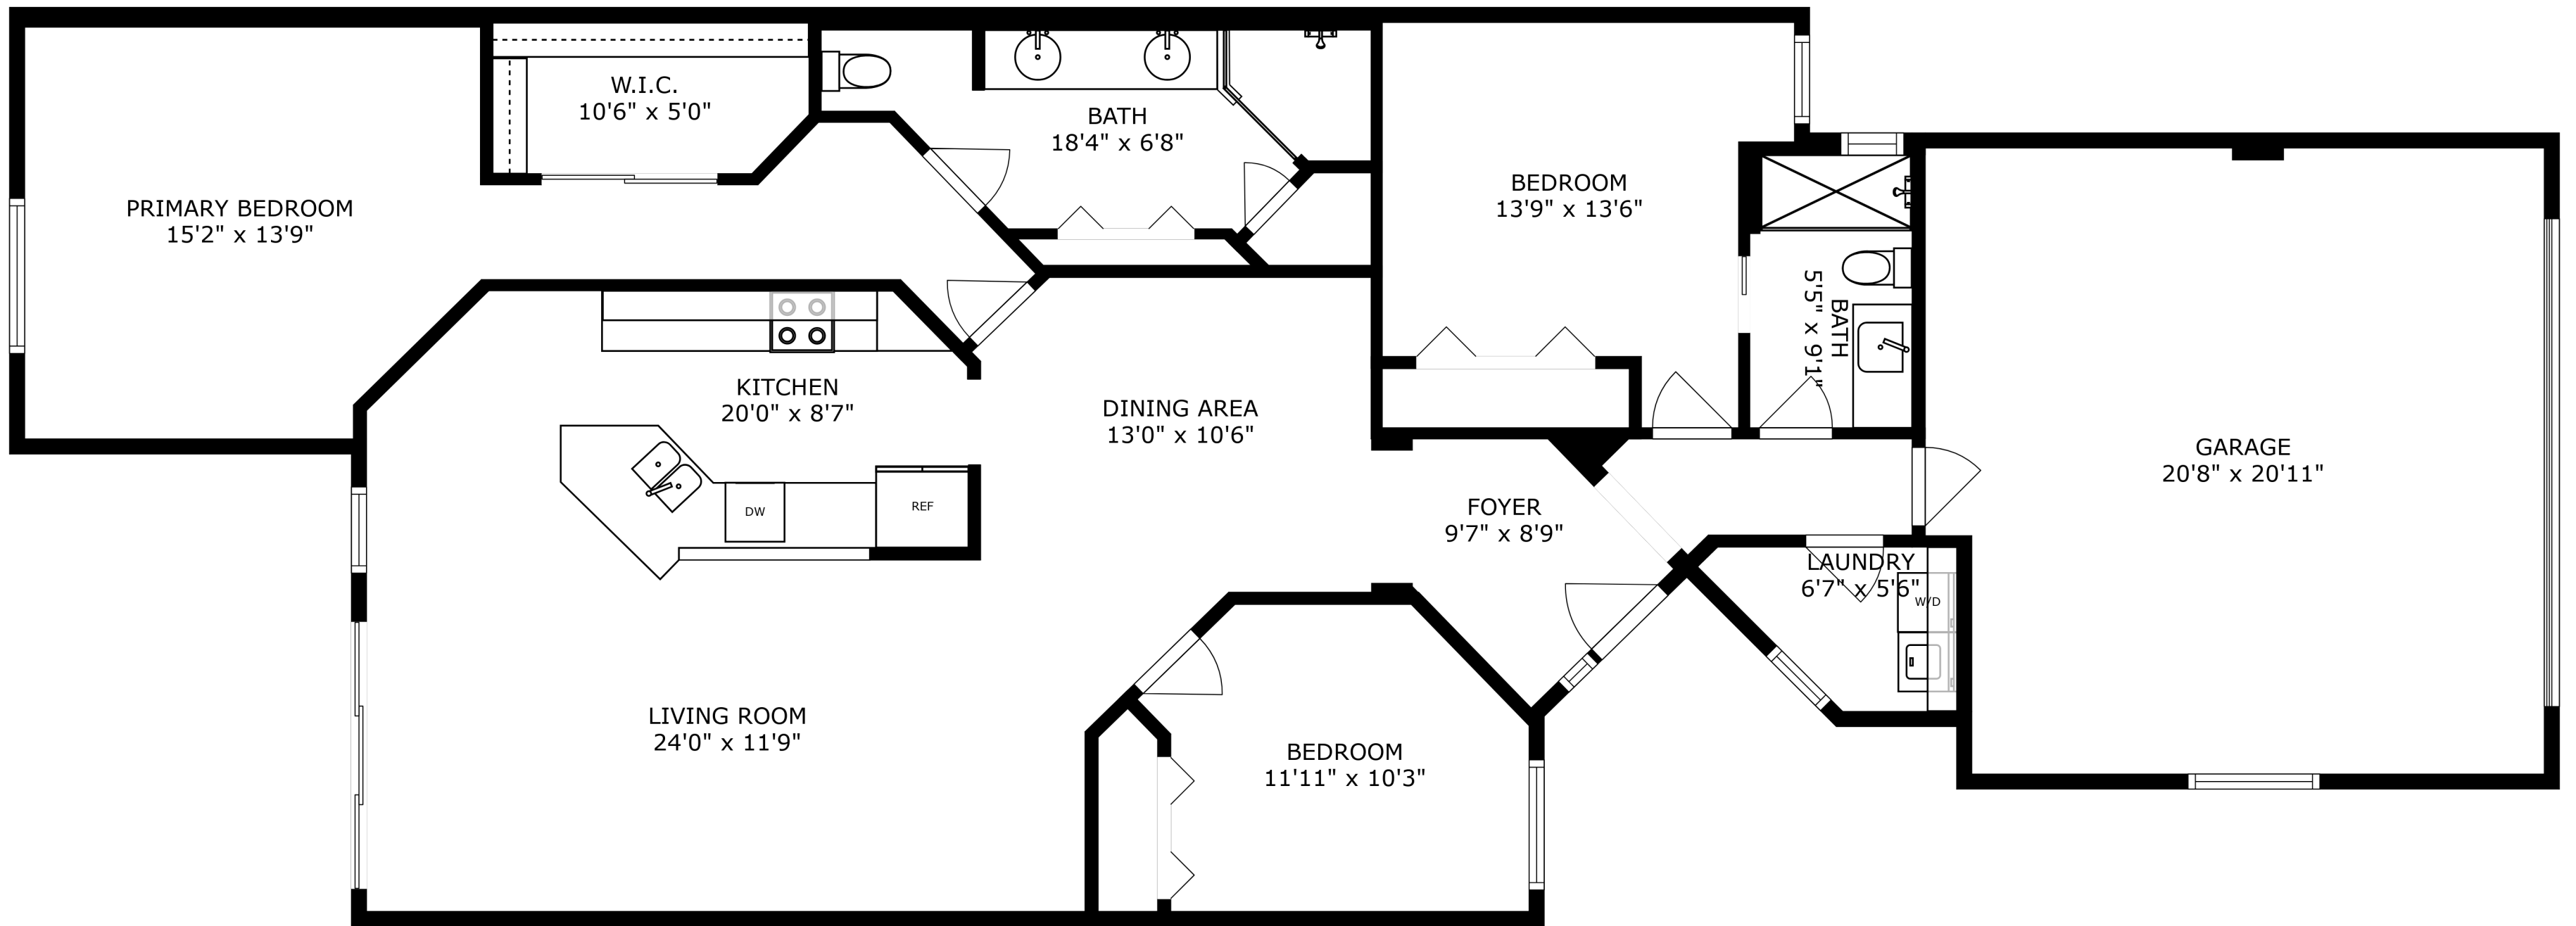 W.I.C.
10'6" x 5'0"
BATH
18'4" x 6'8"
PRIMARY BEDROOM
15'2" x 13'9"
BEDROOM
13'9" x 13'6"
BATH
5'5" x 9'1"
KITCHEN
20'0" x 8'7"
DINING AREA
13'0" x 10'6"
GARAGE
20'8" x 20'11"
DW
REF
FOYER
9'7" x 8'9"
LAUNDRY
6'7" x 5'6"
W/D
LIVING ROOM
24'0" x 11'9"
BEDROOM
11'11" x 10'3"